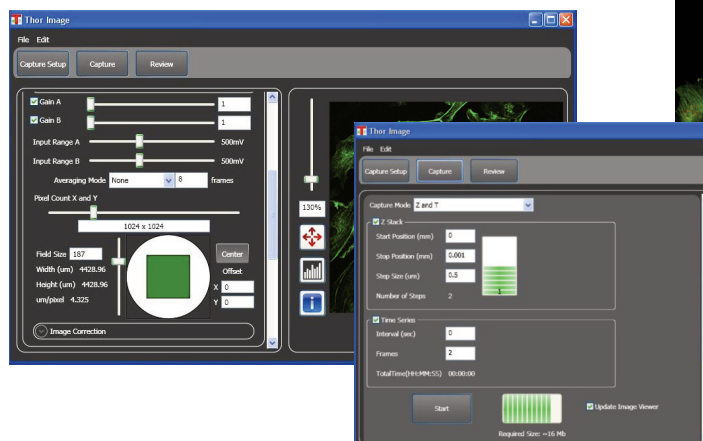 Thor Image
File Edit
Capture Setup Capture Review
Gain A 1
Gain B 1
Input Range A 500mV
Input Range B 500mV
Averaging Mode None 8 frames
Pixel Count X and Y
1024 x 1024
Field Size 187
Width (um) 4428.96
Height (um) 4428.96
um/pixel 4.325
Center
Offset
X 0
Y 0
Image Correction
130%
Thor Image
File Edit
Capture Setup Capture Review
Capture Mode Z and T
Z Stack
Start Position (mm) 0
Stop Position (mm) 0.001
Step Size (um) 0.5
Number of Steps 2
1
Time Series
Interval (sec) 0
Frames 2
TotalTime(HH:MM:SS) 00:00:00
Start
Update Image Viewer
Required Size: ~16 Mb